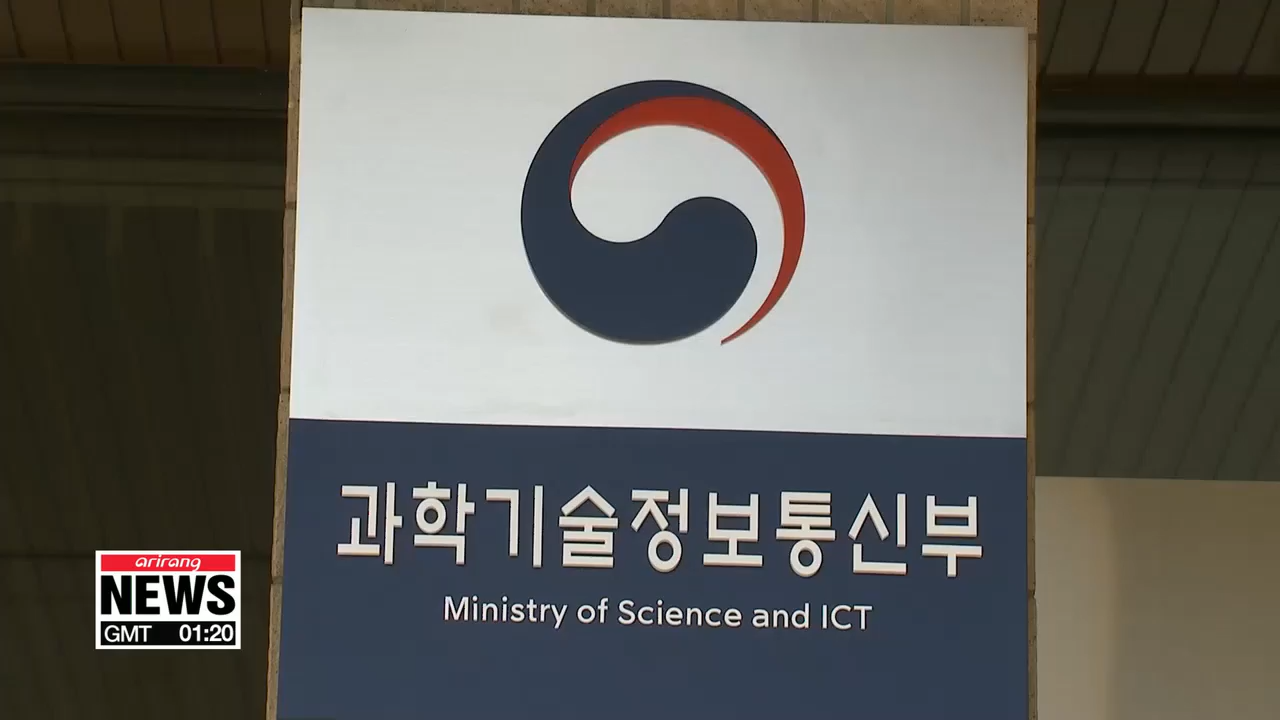 과학기술정보통신부
Ministry of Science and ICT
arirang
NEWS
GMT 01:20